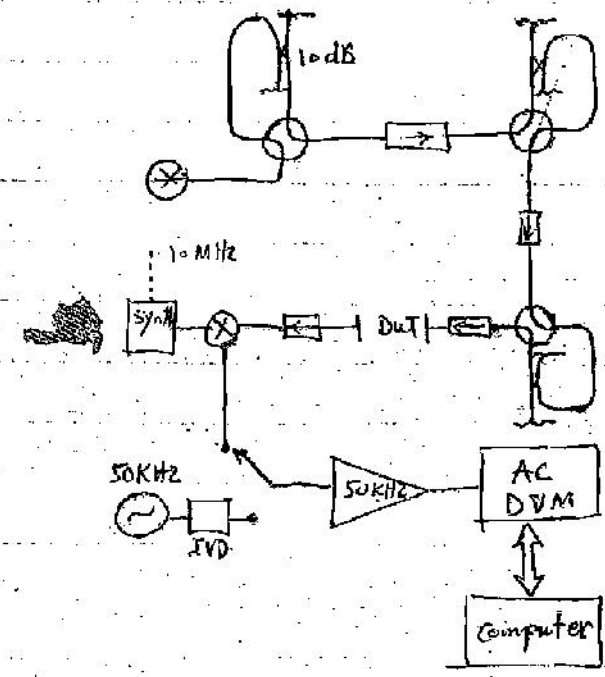 10dB
10 MHz
Synth
DUT
50KHz
50KHz
IVD
AC
DVM
Computer